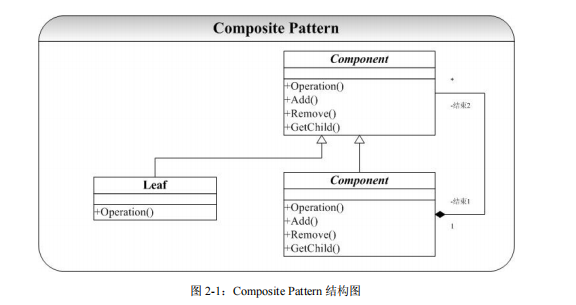 Composite Pattern
Component
+Operation()
+Add()
+Remove()
+GetChild()
*
-结束2
Leaf
+Operation()
Component
+Operation()
+Add()
+Remove()
+GetChild()
-结束1
1
图 2-1：Composite Pattern 结构图